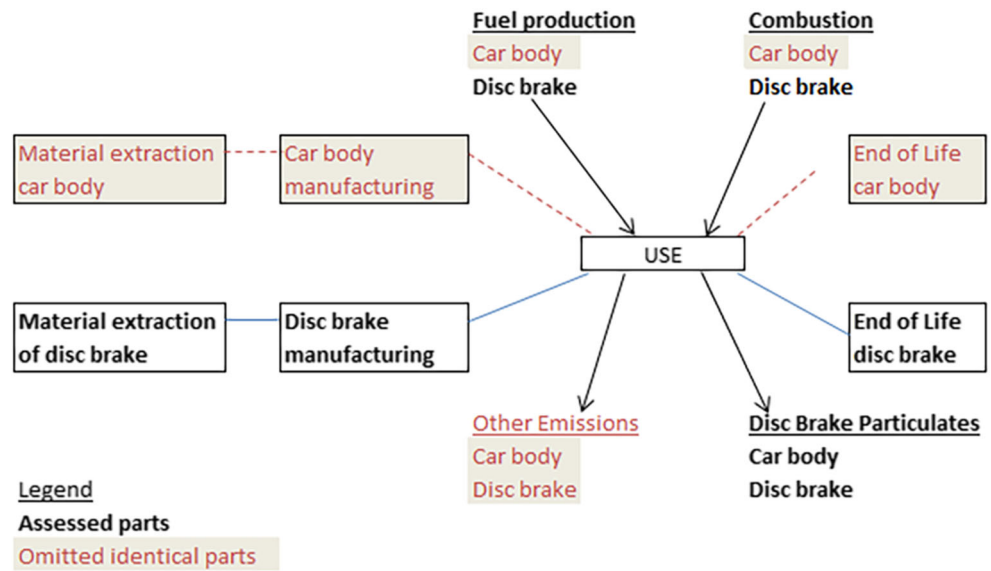 Fuel production
Car body
Disc brake
Combustion
Car body
Disc brake
Material extraction
car body
Car body
manufacturing
End of Life
car body
USE
Material extraction
of disc brake
Disc brake
manufacturing
End of Life
disc brake
Other Emissions
Car body
Disc brake
Disc Brake Particulates
Car body
Disc brake
Legend
Assessed parts
Omitted identical parts